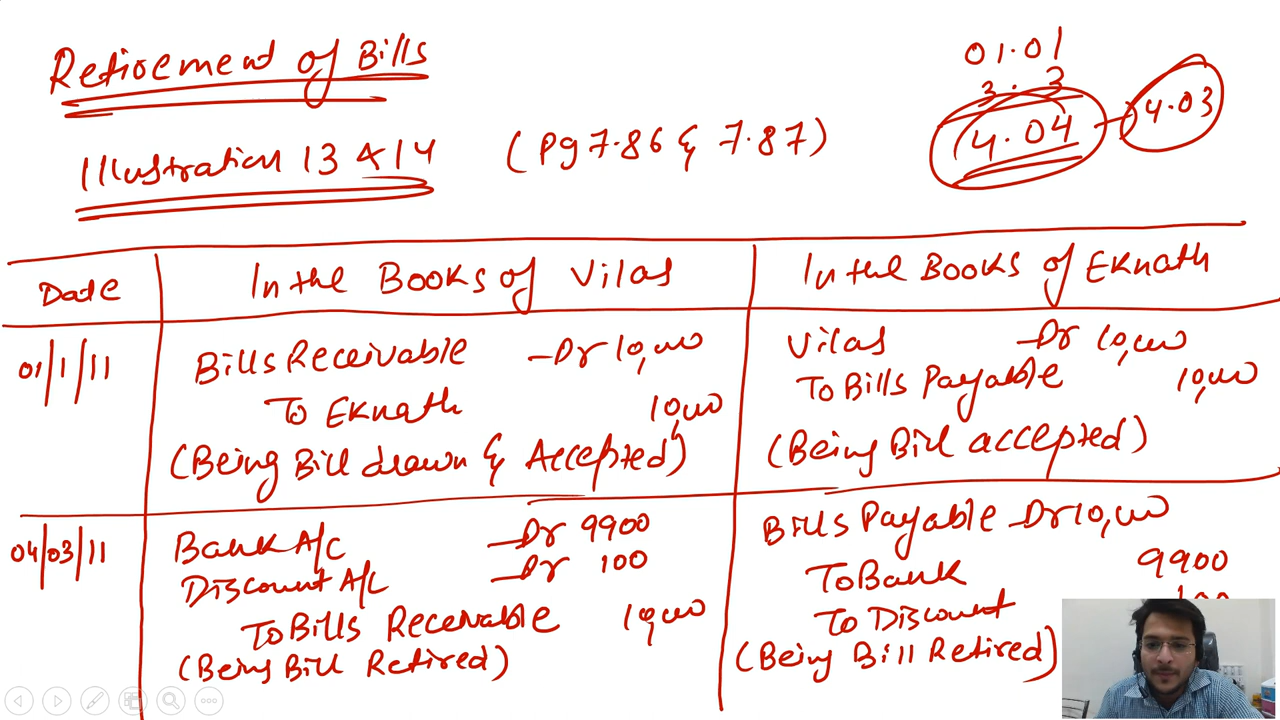 Retirement of Bills
Illustration 13 & 14 (Pg 7.86 & 7.87)
01.01
3. 3
4.04 - 4.03
Date
In the Books of Vilas
In the Books of Eknath
01/1/11
Bills Receivable - Dr 10,000
To Eknath 10,000
(Being Bill drawn & Accepted)
Vilas - Dr 10,000
To Bills Payable 10,000
(Being Bill accepted)
04/03/11
Bank A/c - Dr 9900
Discount A/c - Dr 100
To Bills Receivable 10,000
(Being Bill Retired)
Bills Payable - Dr 10,000
To Bank 9900
To Discount
(Being Bill Retired)